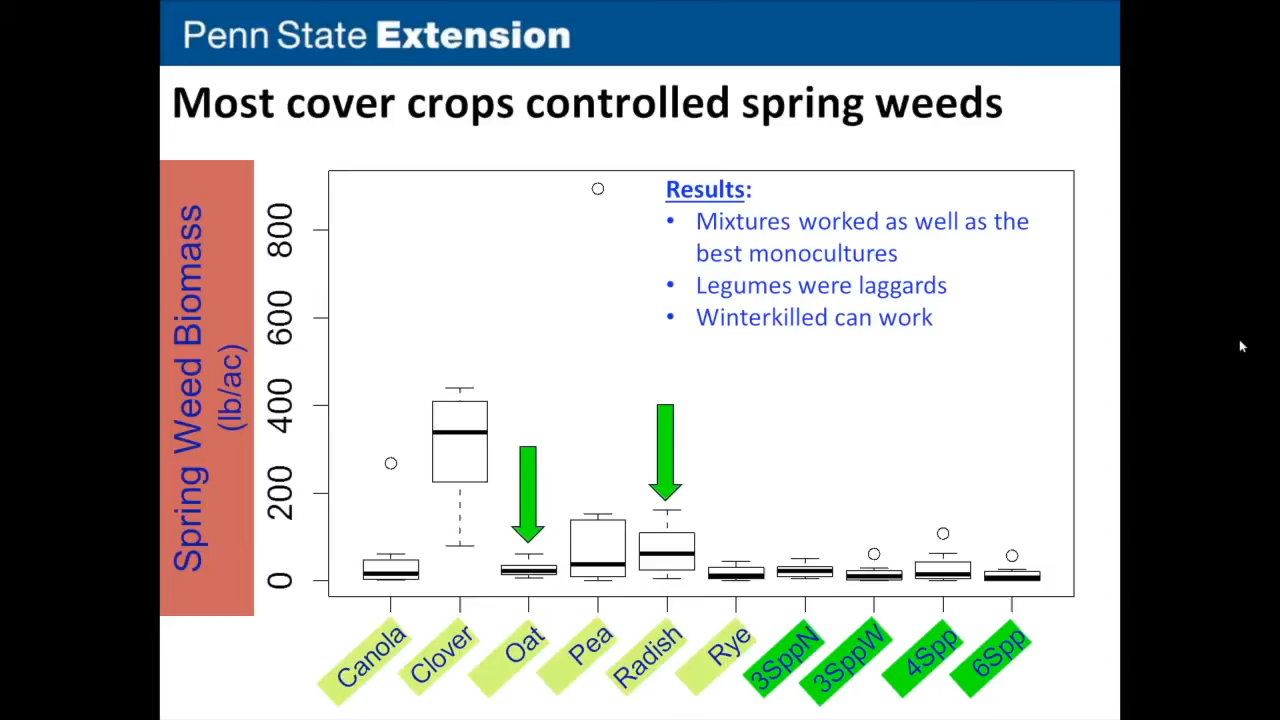 Penn State Extension
Most cover crops controlled spring weeds
Spring Weed Biomass
(lb/ac)
800
600
400
200
0
Results:
• Mixtures worked as well as the
best monocultures
• Legumes were laggards
• Winterkilled can work
Canola
Clover
Oat
Pea
Radish
Rye
3SppN
3SppW
4Spp
6Spp